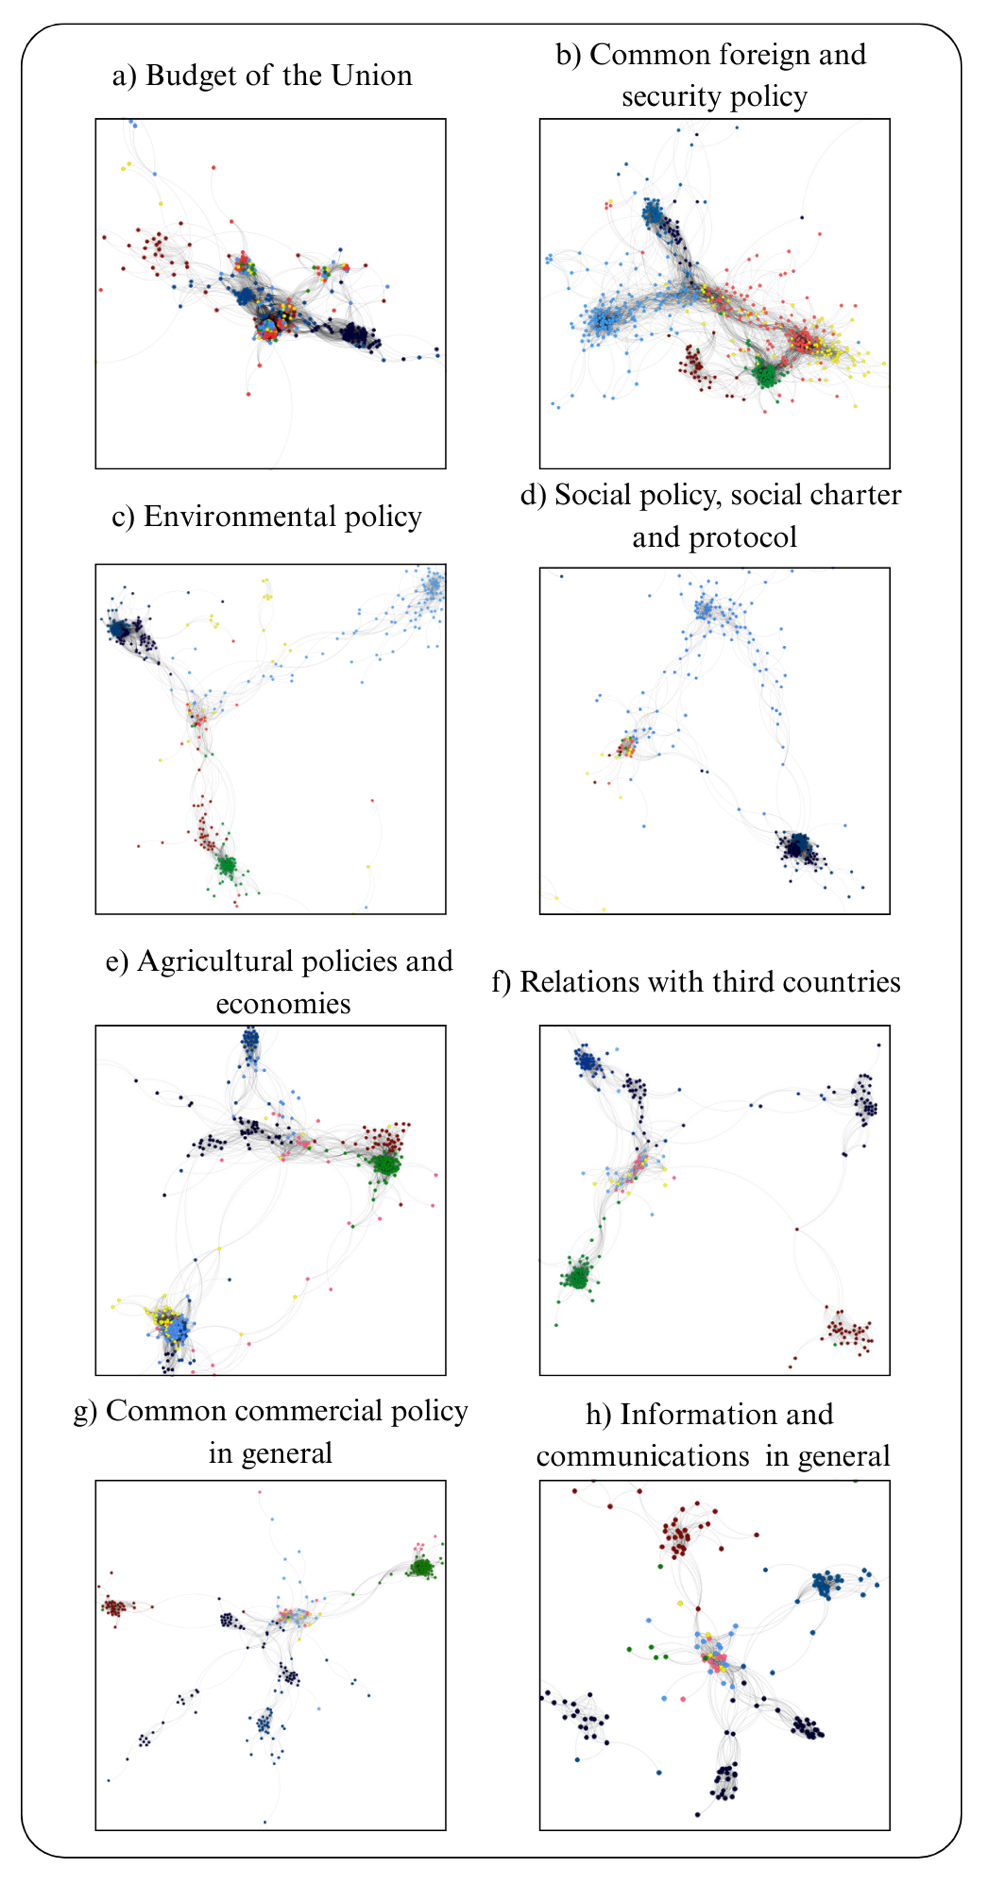 a) Budget of the Union
b) Common foreign and
security policy
c) Environmental policy
d) Social policy, social charter
and protocol
e) Agricultural policies and
economies
f) Relations with third countries
g) Common commercial policy
in general
h) Information and
communications in general